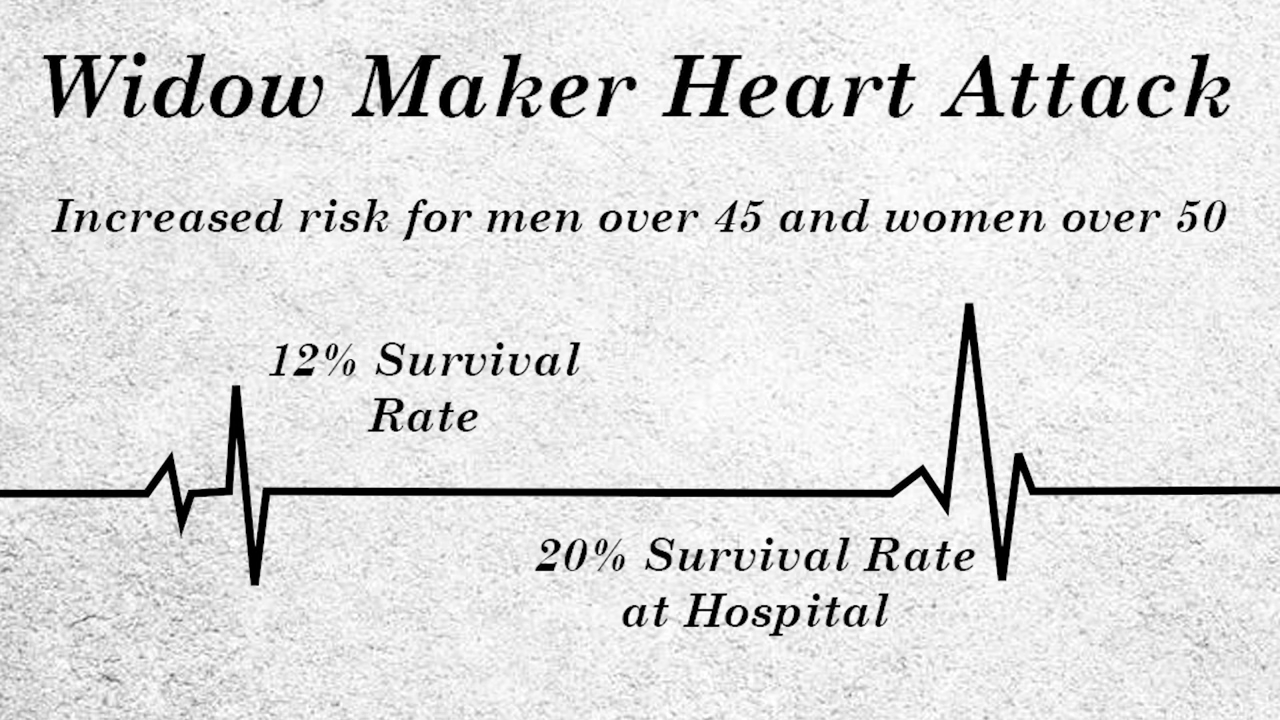 Widow Maker Heart Attack
Increased risk for men over 45 and women over 50
12% Survival
Rate
20% Survival Rate
at Hospital